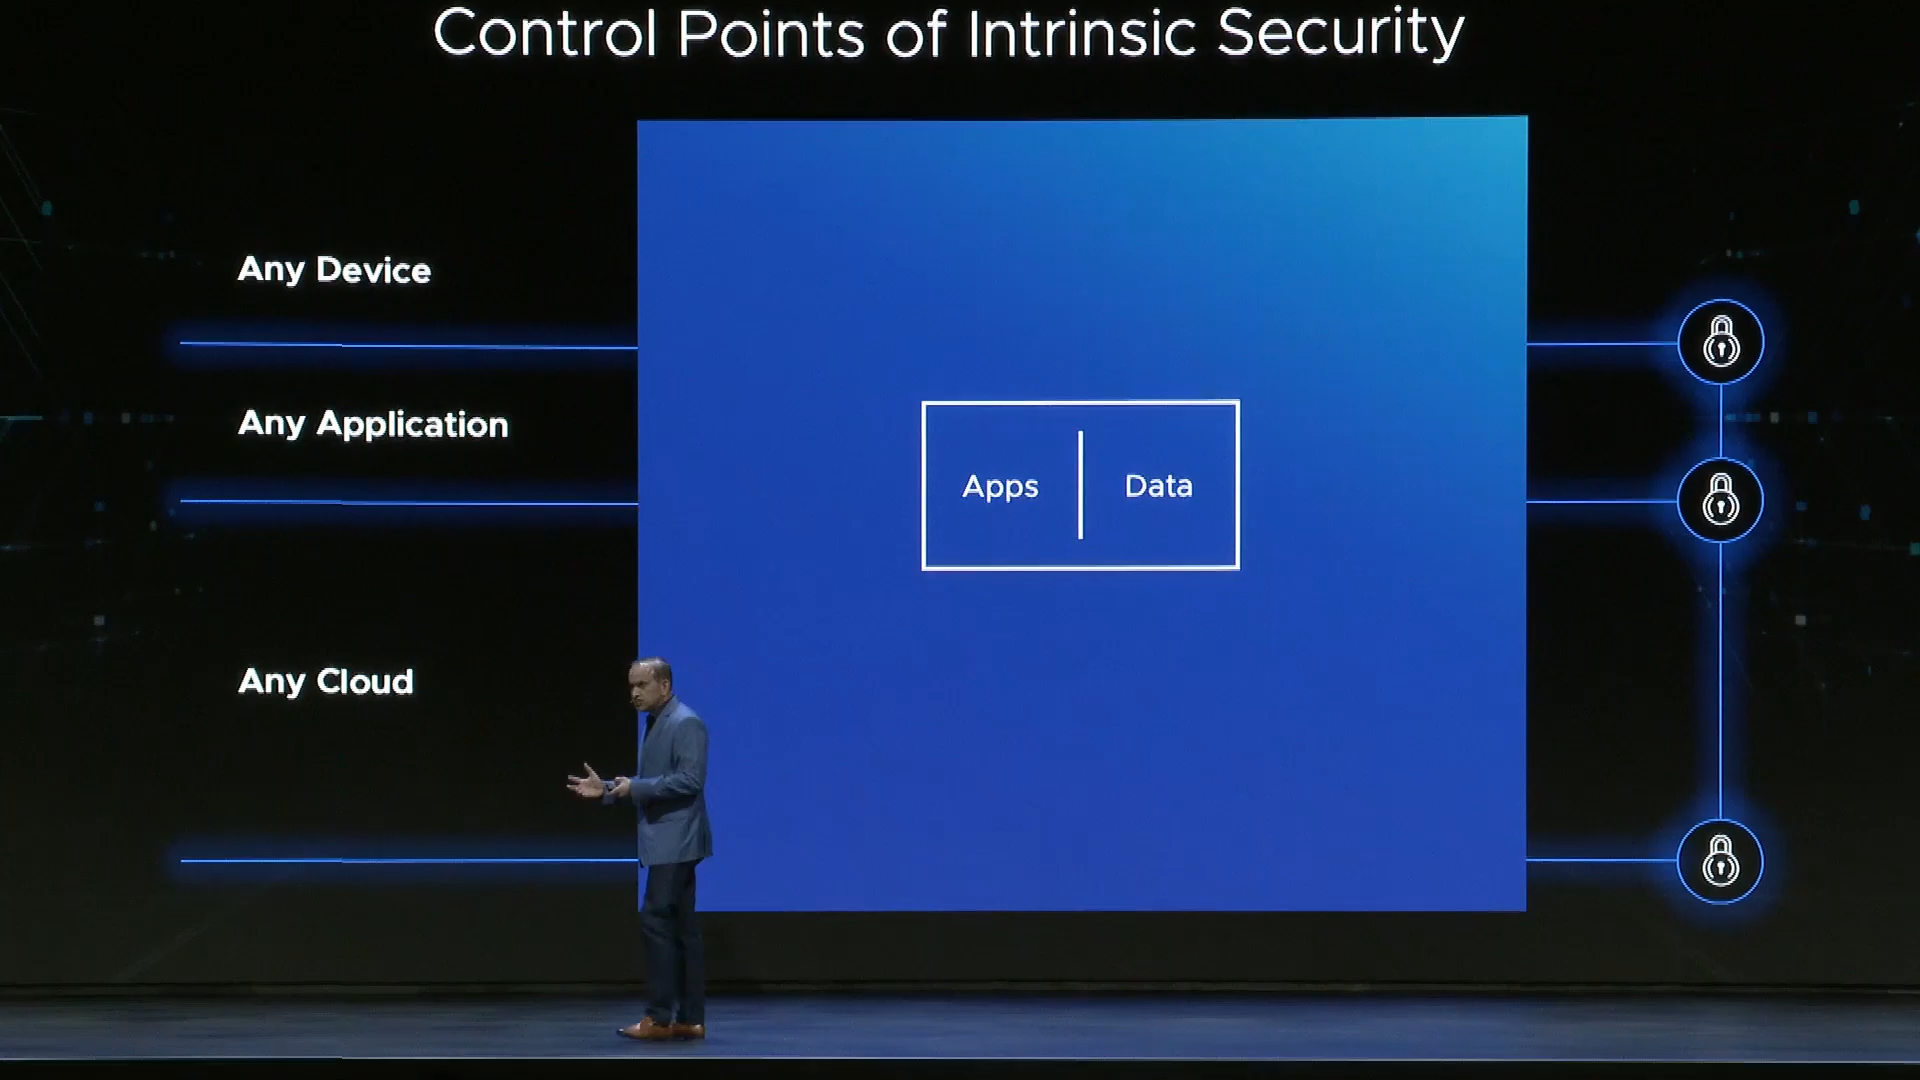 Control Points of Intrinsic Security
Any Device
Any Application
Apps
Data
Any Cloud